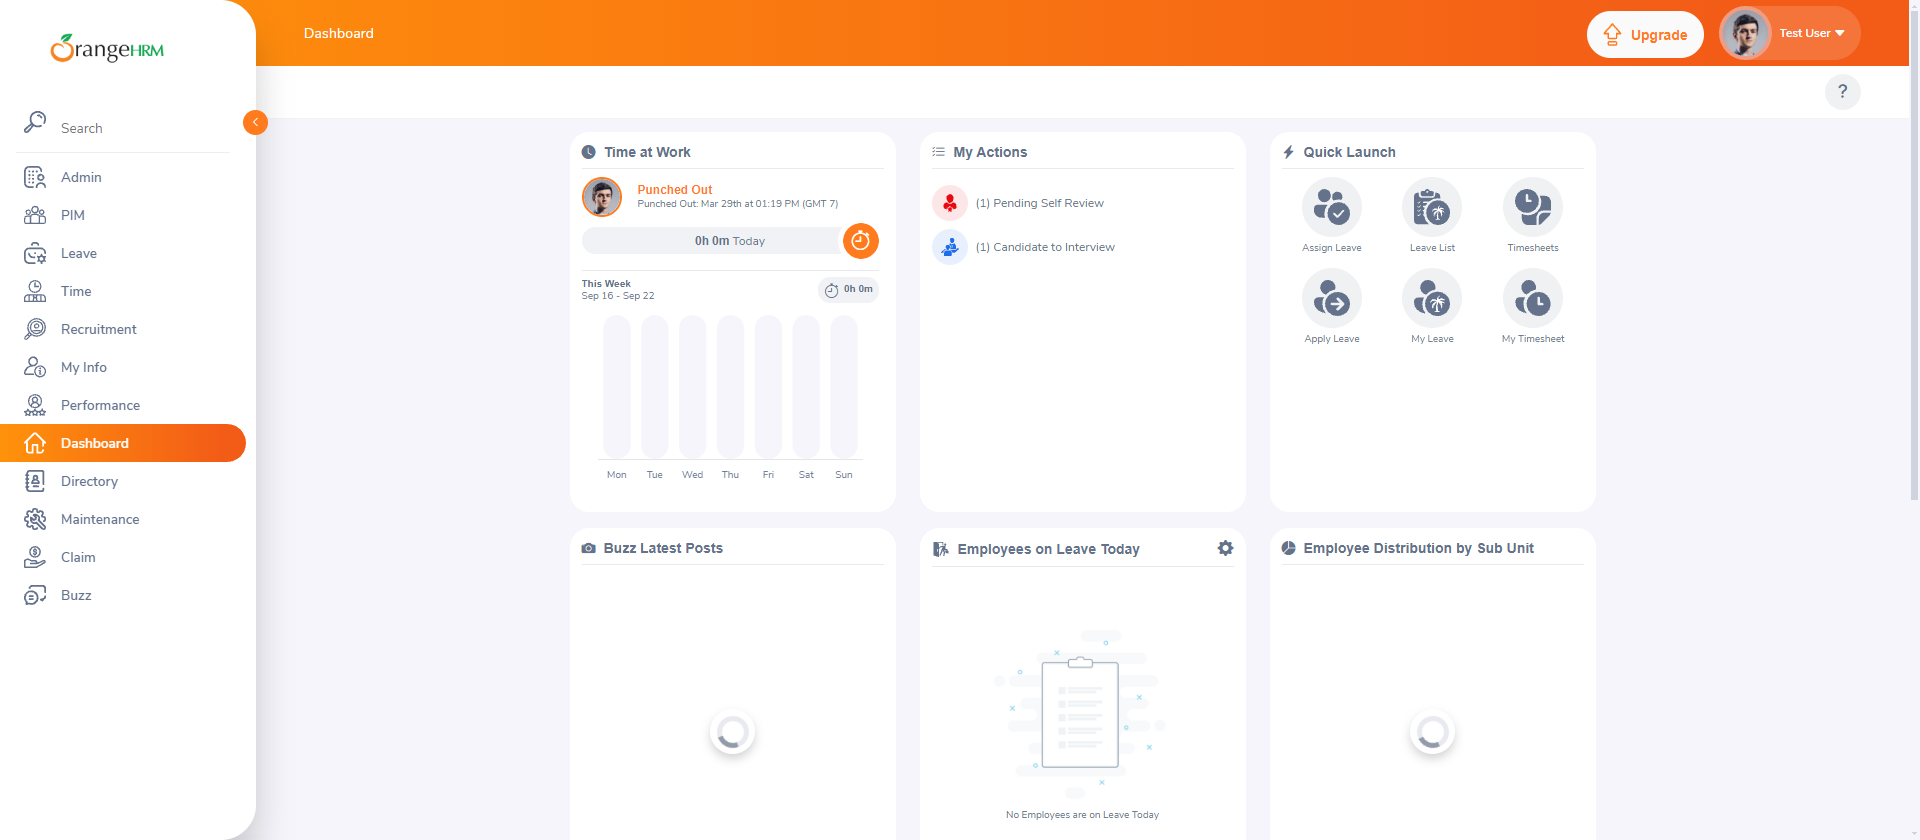 OrangeHRM
Search
Admin
PIM
Leave
Time
Recruitment
My Info
Performance
Dashboard
Directory
Maintenance
Claim
Buzz
Dashboard
Upgrade
Test User
?
Time at Work
Punched Out
Punched Out: Mar 29th at 01:19 PM (GMT 7)
0h 0m Today
This Week
Sep 16 - Sep 22
0h 0m
Mon Tue Wed Thu Fri Sat Sun
My Actions
(1) Pending Self Review
(1) Candidate to Interview
Quick Launch
Assign Leave Leave List Timesheets
Apply Leave My Leave My Timesheet
Buzz Latest Posts
Employees on Leave Today
No Employees are on Leave Today
Employee Distribution by Sub Unit